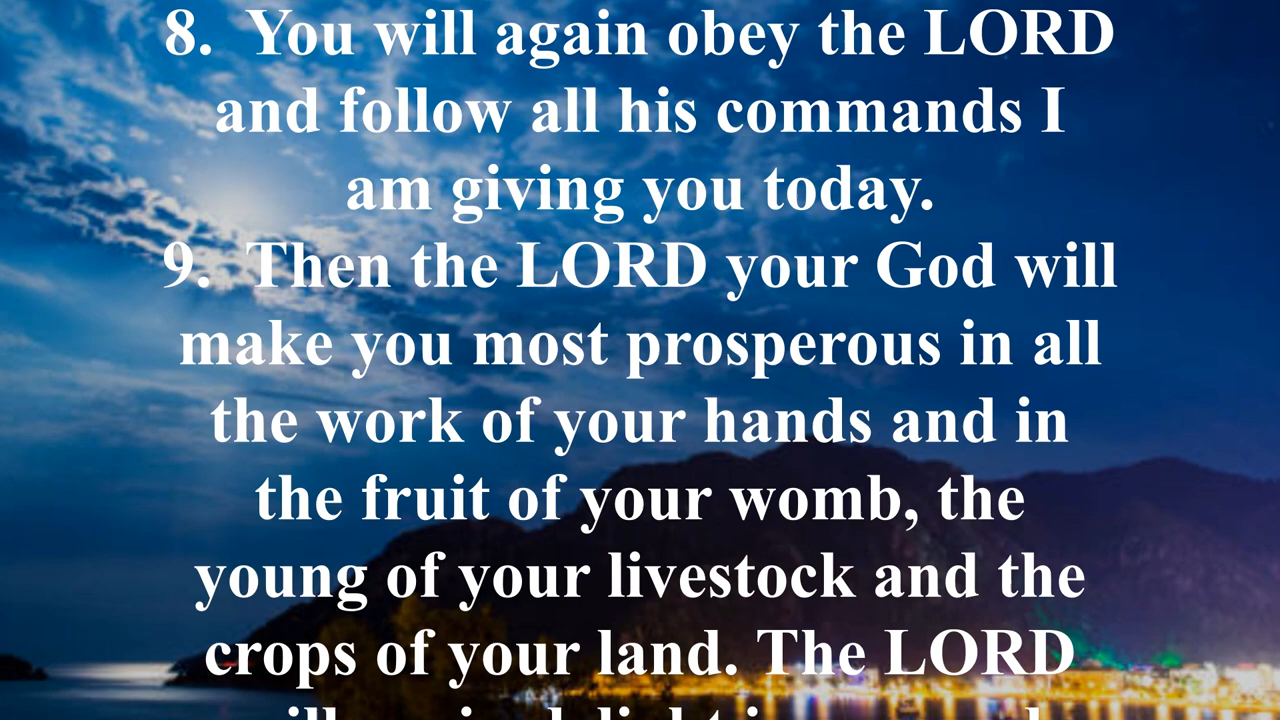 8. You will again obey the LORD
and follow all his commands I
am giving you today.
9. Then the LORD your God will
make you most prosperous in all
the work of your hands and in
the fruit of your womb, the
young of your livestock and the
crops of your land. The LORD